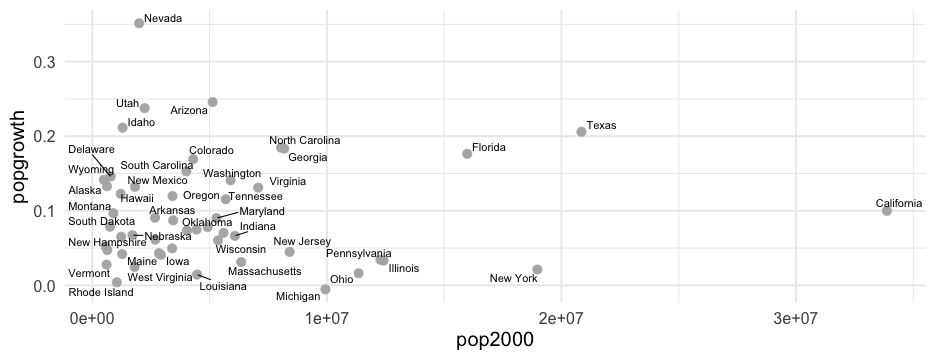 Nevada
0.3
Utah
Arizona
Idaho
Texas
0.2
North Carolina
Delaware
Colorado
Florida
Georgia
South Carolina
Wyoming
Washington
New Mexico
Virginia
Alaska
Hawaii
Oregon
Tennessee
California
Montana
Arkansas
Maryland
0.1
South Dakota
Oklahoma
Indiana
Nebraska
New Hampshire
Wisconsin
New Jersey
Pennsylvania
Maine
Iowa
Illinois
Vermont
West Virginia
Massachusetts
Ohio
New York
0.0
Rhode Island
Louisiana
Michigan
popgrowth
0e+00
1e+07
2e+07
3e+07
pop2000